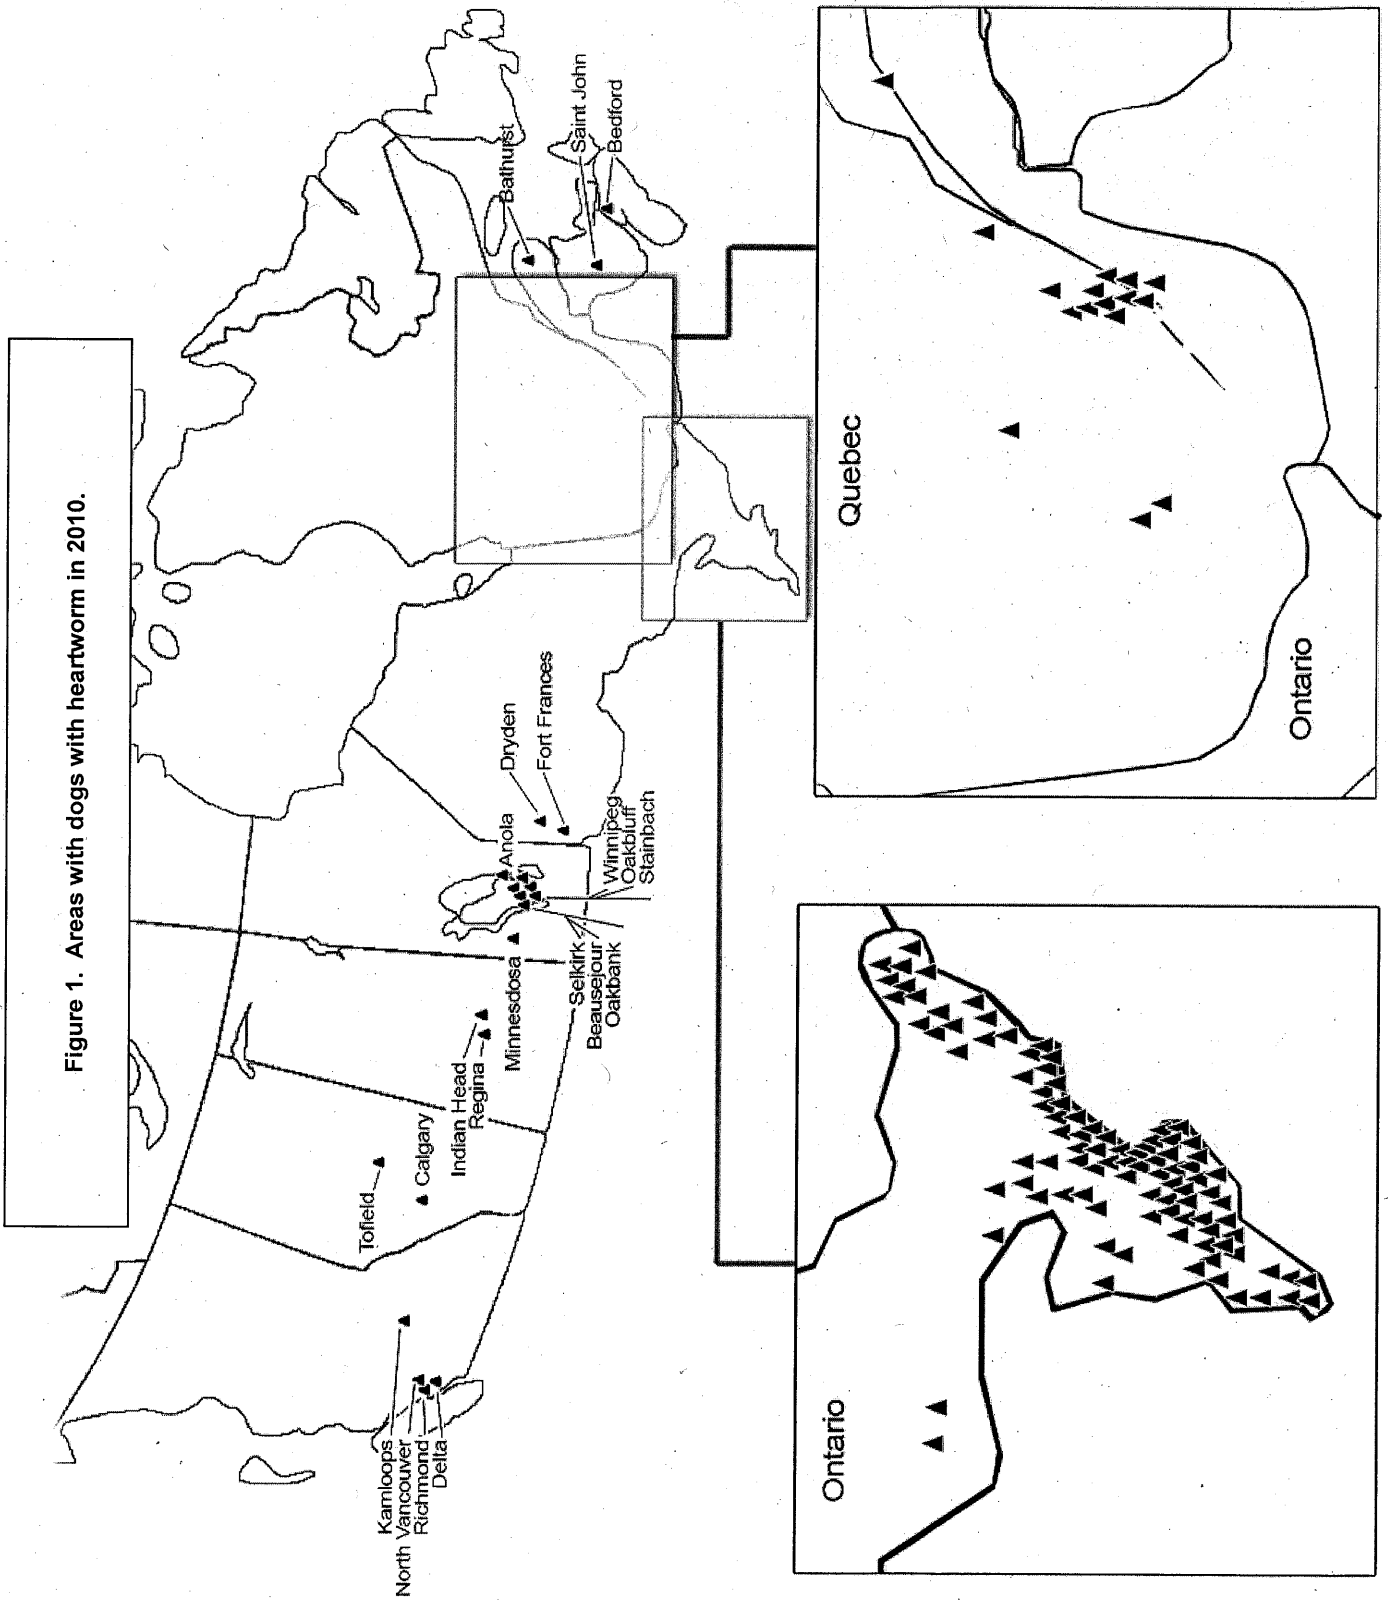 Figure 1. Areas with dogs with heartworm in 2010.
Kamloops
North Vancouver
Richmond
Delta
Tofield
Calgary
Indian Head
Regina
Minnesdosa
Selkirk
Beausejour
Oakbank
Anola
Winnipeg
Oakbluff
Stainbach
Dryden
Fort Frances
Bathurst
Saint John
Bedford
Ontario
Quebec
Ontario